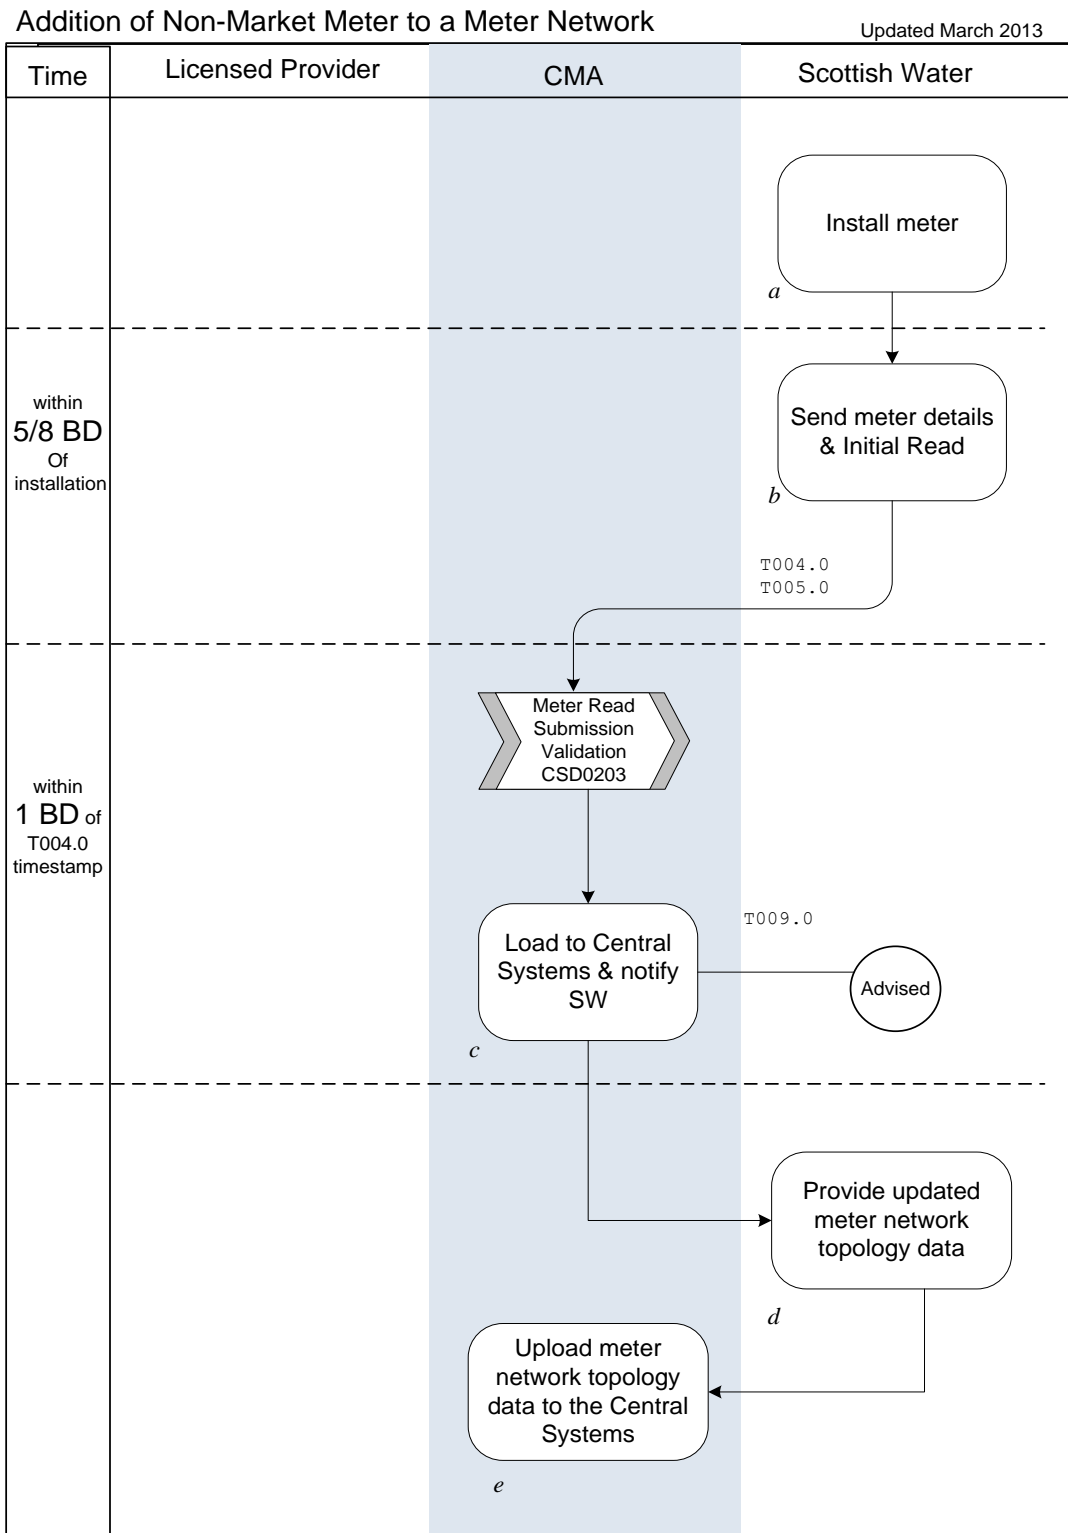 Addition of Non-Market Meter to a Meter Network
Updated March 2013
Time
Licensed Provider
CMA
Scottish Water
Install meter
a
within
5/8 BD
Of
installation
Send meter details
& Initial Read
b
T004.0
T005.0
within
1 BD of
T004.0
timestamp
Meter Read
Submission
Validation
CSD0203
Load to Central
Systems & notify
SW
c
T009.0
Advised
Provide updated
meter network
topology data
d
Upload meter
network topology
data to the Central
Systems
e